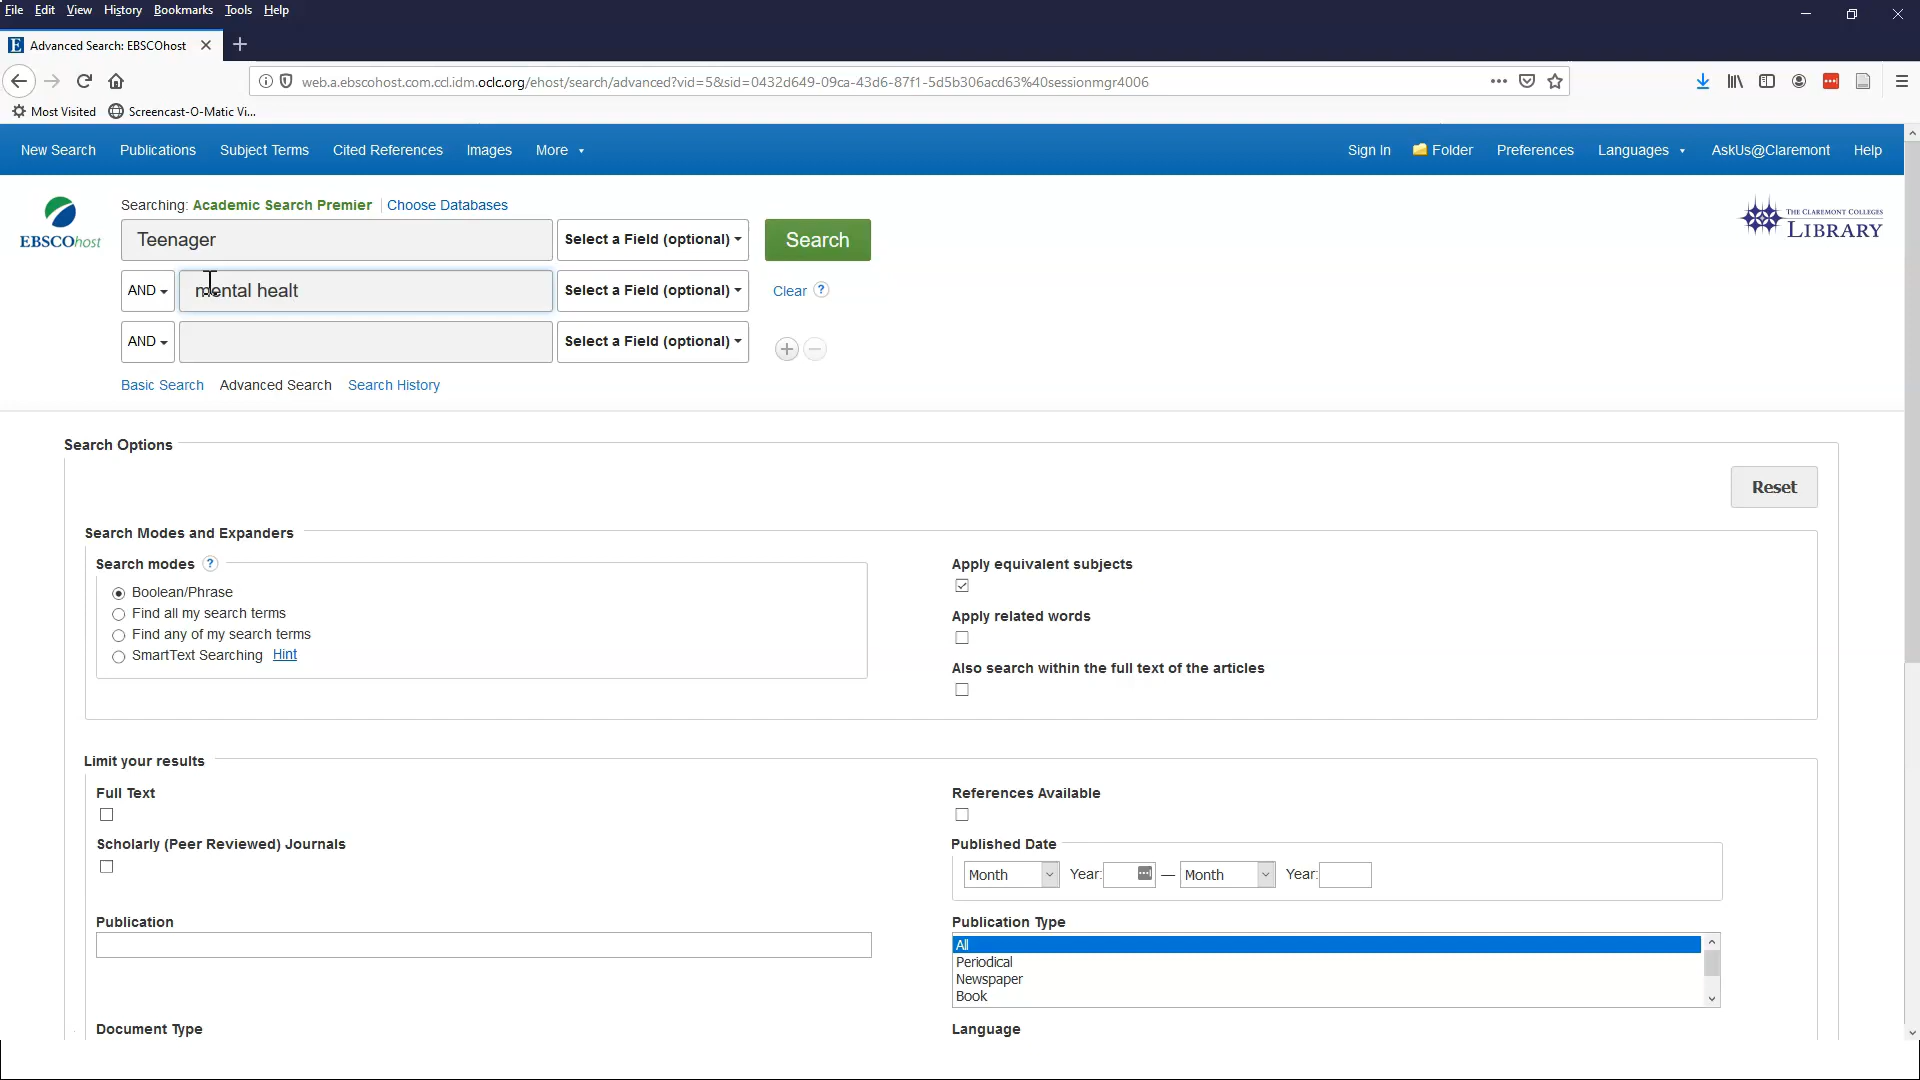 File Edit View History Bookmarks Tools Help
Advanced Search: EBSCOhost
web.a.ebscohost.com.ccl.idm.oclc.org/ehost/search/advanced?vid=5&sid=0432d649-09ca-43d6-87f1-5d5b306acd63%40sessionmgr4006
Most Visited Screencast-O-Matic Vi...
New Search Publications Subject Terms Cited References Images More Sign In Folder Preferences Languages AskUs@Claremont Help
Searching: Academic Search Premier Choose Databases
EBSCOhost
Teenager Select a Field (optional) Search
THE CLAREMONT COLLEGES
LIBRARY
AND mental healt Select a Field (optional) Clear ?
AND Select a Field (optional)
Basic Search Advanced Search Search History
Search Options
Reset
Search Modes and Expanders
Search modes ?
Boolean/Phrase
Find all my search terms
Find any of my search terms
SmartText Searching Hint
Apply equivalent subjects
Apply related words
Also search within the full text of the articles
Limit your results
Full Text
References Available
Scholarly (Peer Reviewed) Journals
Published Date
Month Year: — Month Year:
Publication
Publication Type
All
Periodical
Newspaper
Book
Document Type
Language